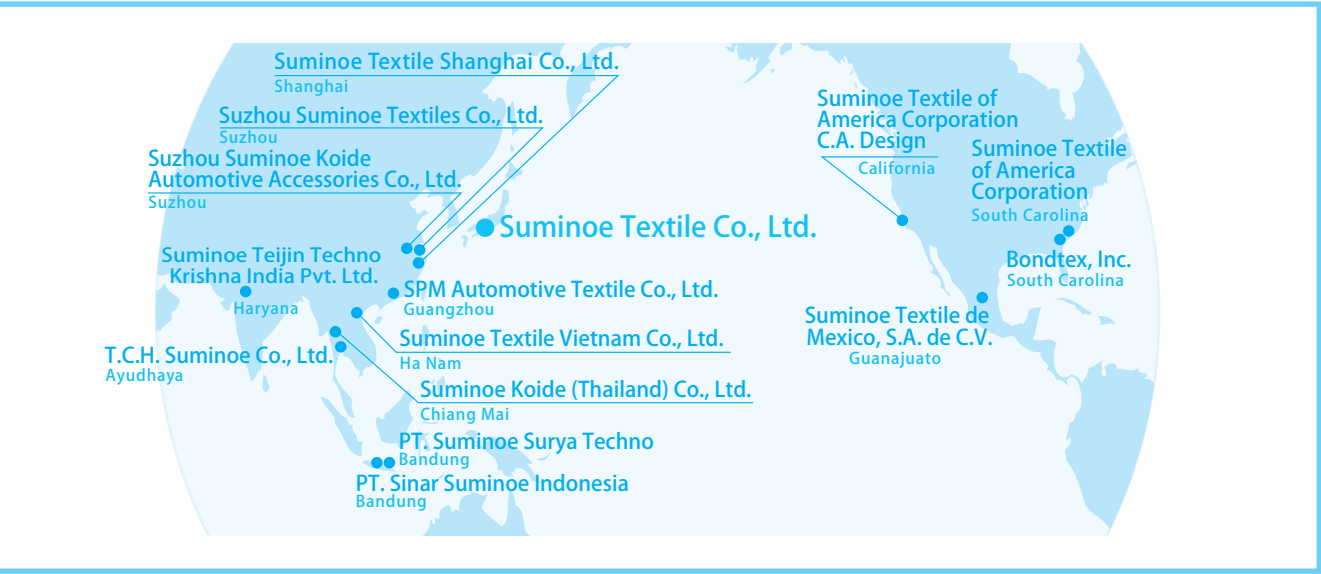 Suminoe Textile Shanghai Co., Ltd.
Shanghai
Suzhou Suminoe Textiles Co., Ltd.
Suzhou
Suzhou Suminoe Koide
Automotive Accessories Co., Ltd.
Suzhou
Suminoe Textile Co., Ltd.
Suminoe Teijin Techno
Krishna India Pvt. Ltd.
Haryana
SPM Automotive Textile Co., Ltd.
Guangzhou
Suminoe Textile Vietnam Co., Ltd.
Ha Nam
T.C.H. Suminoe Co., Ltd.
Ayudhaya
Suminoe Koide (Thailand) Co., Ltd.
Chiang Mai
PT. Suminoe Surya Techno
Bandung
PT. Sinar Suminoe Indonesia
Bandung
Suminoe Textile of
America Corporation
C.A. Design
California
Suminoe Textile
of America
Corporation
South Carolina
Bondtex, Inc.
South Carolina
Suminoe Textile de
Mexico, S.A. de C.V.
Guanajuato